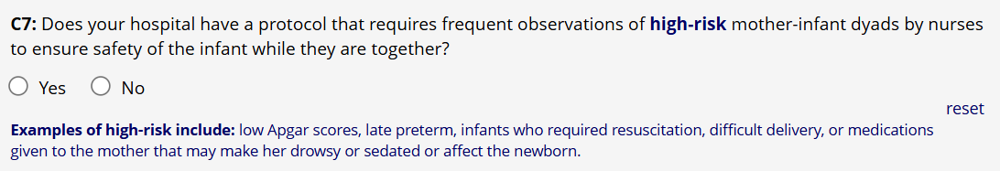 C7: Does your hospital have a protocol that requires frequent observations of high-risk mother-infant dyads by nurses
to ensure safety of the infant while they are together?
Yes No
reset
Examples of high-risk include: low Apgar scores, late preterm, infants who required resuscitation, difficult delivery, or medications
given to the mother that may make her drowsy or sedated or affect the newborn.